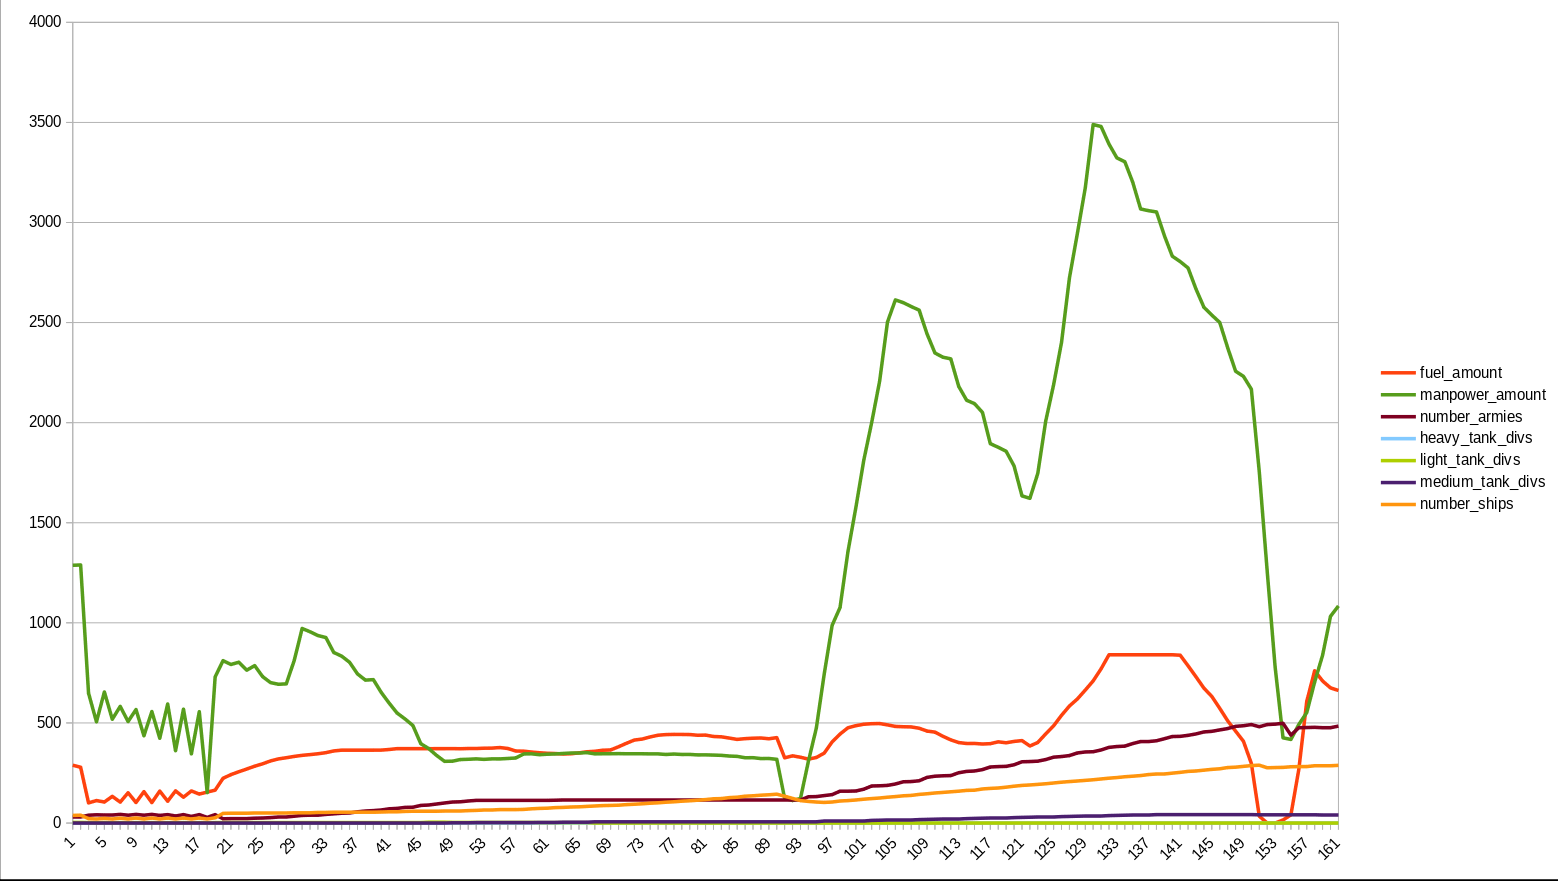 4000
3500
3000
2500
2000
1500
1000
500
0
1 5 9 13 17 21 25 29 33 37 41 45 49 53 57 61 65 69 73 77 81 85 89 93 97 101 105 109 113 117 121 125 129 133 137 141 145 149 153 157 161
fuel_amount
manpower_amount
number_armies
heavy_tank_divs
light_tank_divs
medium_tank_divs
number_ships